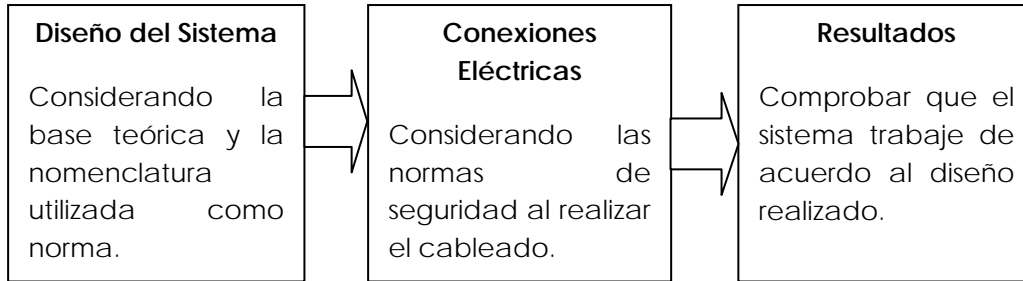 Diseño del Sistema
Considerando la
base teórica y la
nomenclatura
utilizada como
norma.
Conexiones
Eléctricas
Considerando las
normas de
seguridad al realizar
el cableado.
Resultados
Comprobar que el
sistema trabaje de
acuerdo al diseño
realizado.